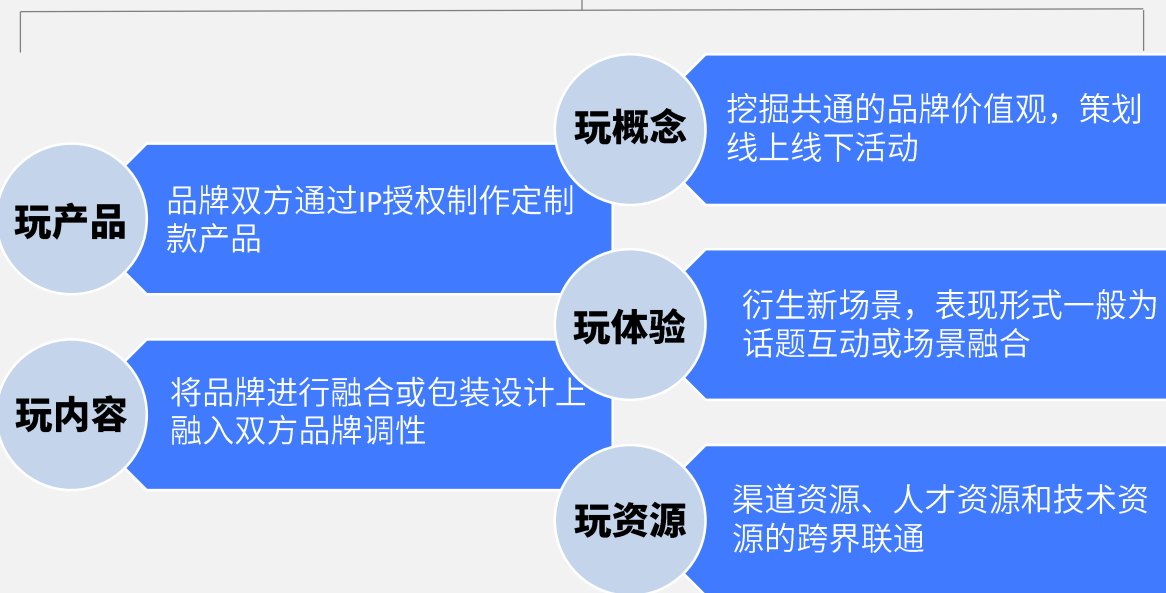 玩产品
品牌双方通过IP授权制作定制
款产品
玩内容
将品牌进行融合或包装设计上
融入双方品牌调性
玩概念
挖掘共通的品牌价值观，策划
线上线下活动
玩体验
衍生新场景，表现形式一般为
话题互动或场景融合
玩资源
渠道资源、人才资源和技术资
源的跨界联通